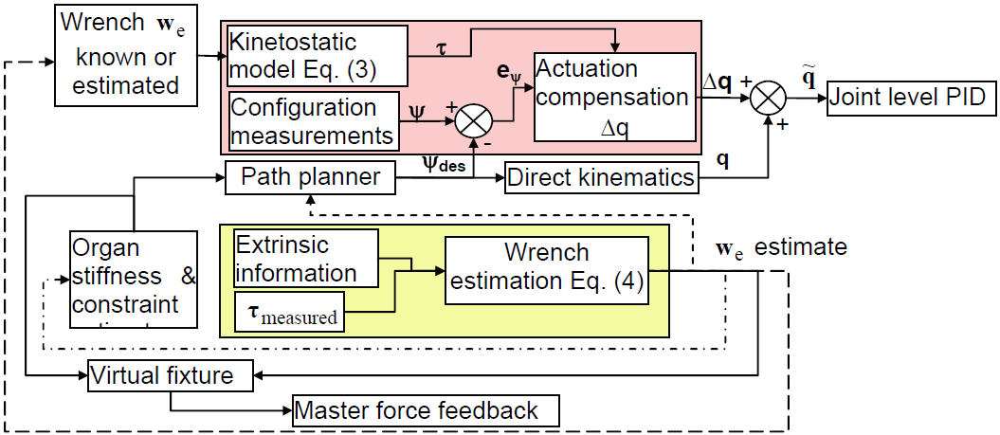 Wrench w_e
known or
estimated
Kinetostatic
model Eq. (3)
τ
Configuration
measurements
ψ
+
-
e_ψ
Actuation
compensation
Δq
Δq +
+
q̃
Joint level PID
ψ_des
Path planner
Direct kinematics
q
Organ
stiffness &
constraint
Extrinsic
information
τ_measured
Wrench
estimation Eq. (4)
w_e estimate
Virtual fixture
Master force feedback